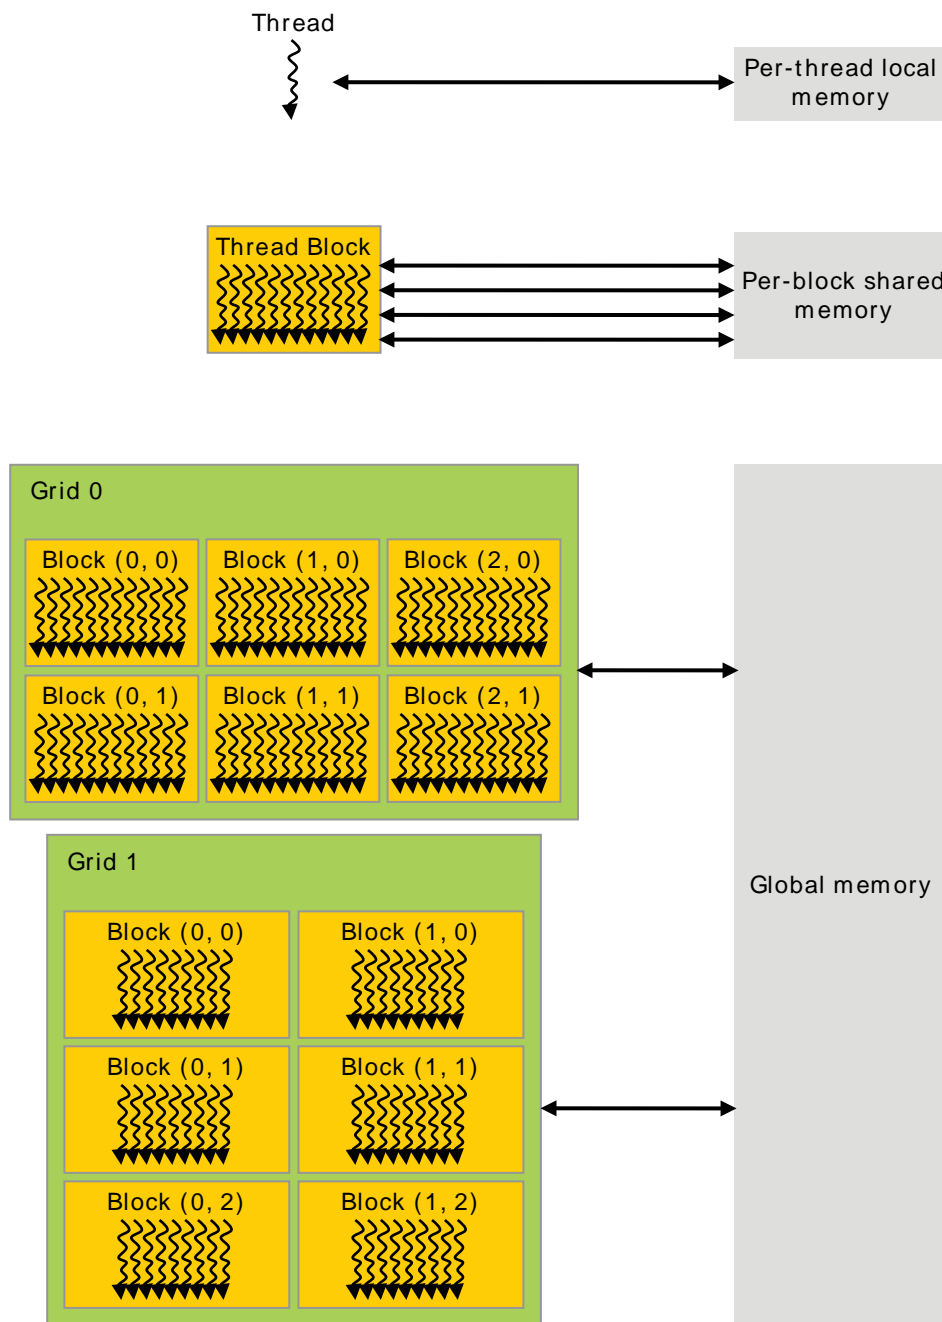 Thread
Per-thread local
memory
Thread Block
Per-block shared
memory
Grid 0
Block (0, 0)
Block (1, 0)
Block (2, 0)
Block (0, 1)
Block (1, 1)
Block (2, 1)
Global memory
Grid 1
Block (0, 0)
Block (1, 0)
Block (0, 1)
Block (1, 1)
Block (0, 2)
Block (1, 2)